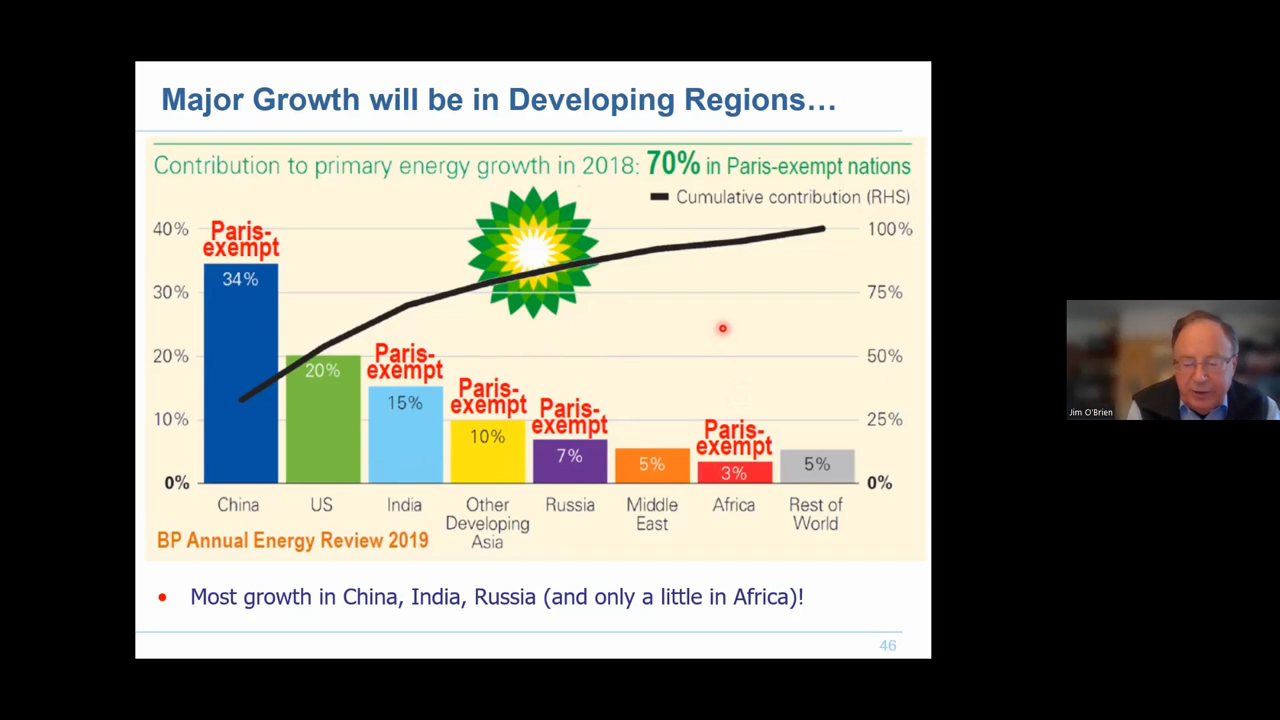 Major Growth will be in Developing Regions…
Contribution to primary energy growth in 2018: 70% in Paris-exempt nations
Cumulative contribution (RHS)
40%
30%
20%
10%
0%
100%
75%
50%
25%
0%
Paris-
exempt
34%
20%
Paris-
exempt
15%
Paris-
exempt
10%
Paris-
exempt
7%
5%
Paris-
exempt
3%
5%
China
US
India
Other
Developing
Asia
Russia
Middle
East
Africa
Rest of
World
BP Annual Energy Review 2019
• Most growth in China, India, Russia (and only a little in Africa)!
46
Jim O'Brien